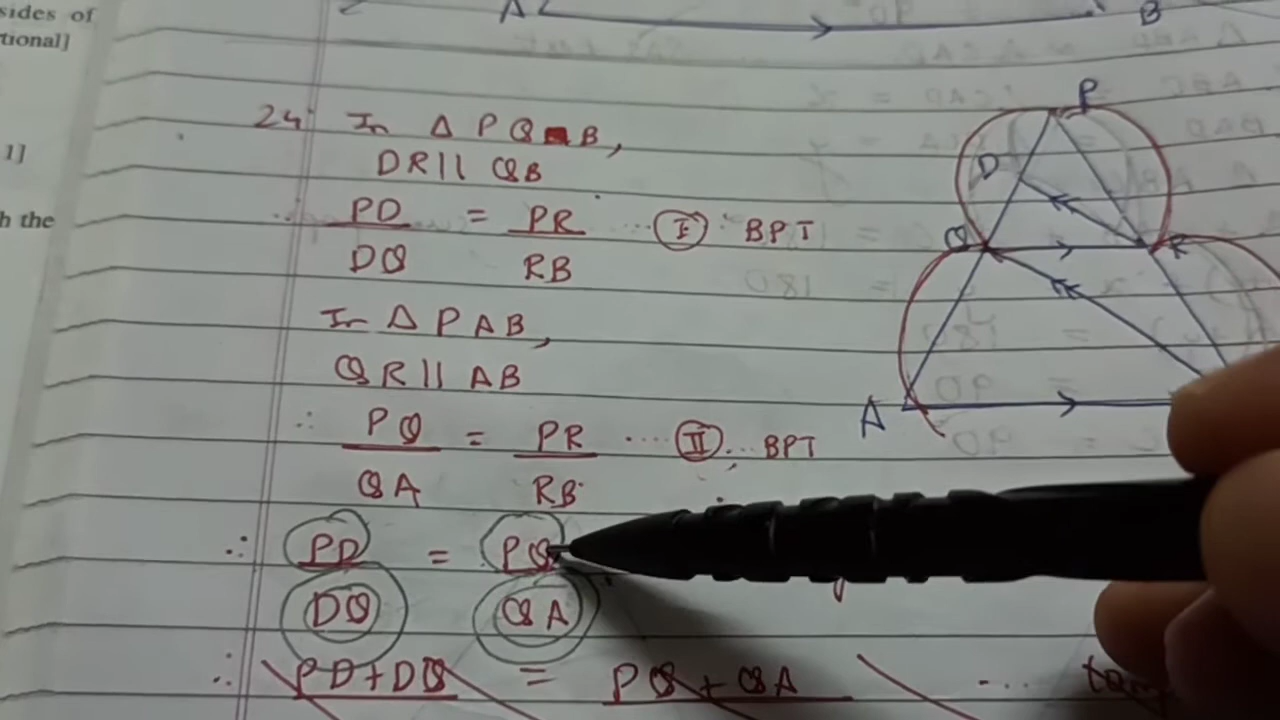 sides of
tional]
1]
h the
A B
24 In Δ P Q B,
DR || QB
PD = PR .... I BPT
DQ RB
In Δ PAB,
QR || AB
∴ PQ = PR .... II ... BPT
QA RB
∴ PD = PQ
DQ QA
∴ PD+DQ = PQ+QA ...
P
D
Q
R
A